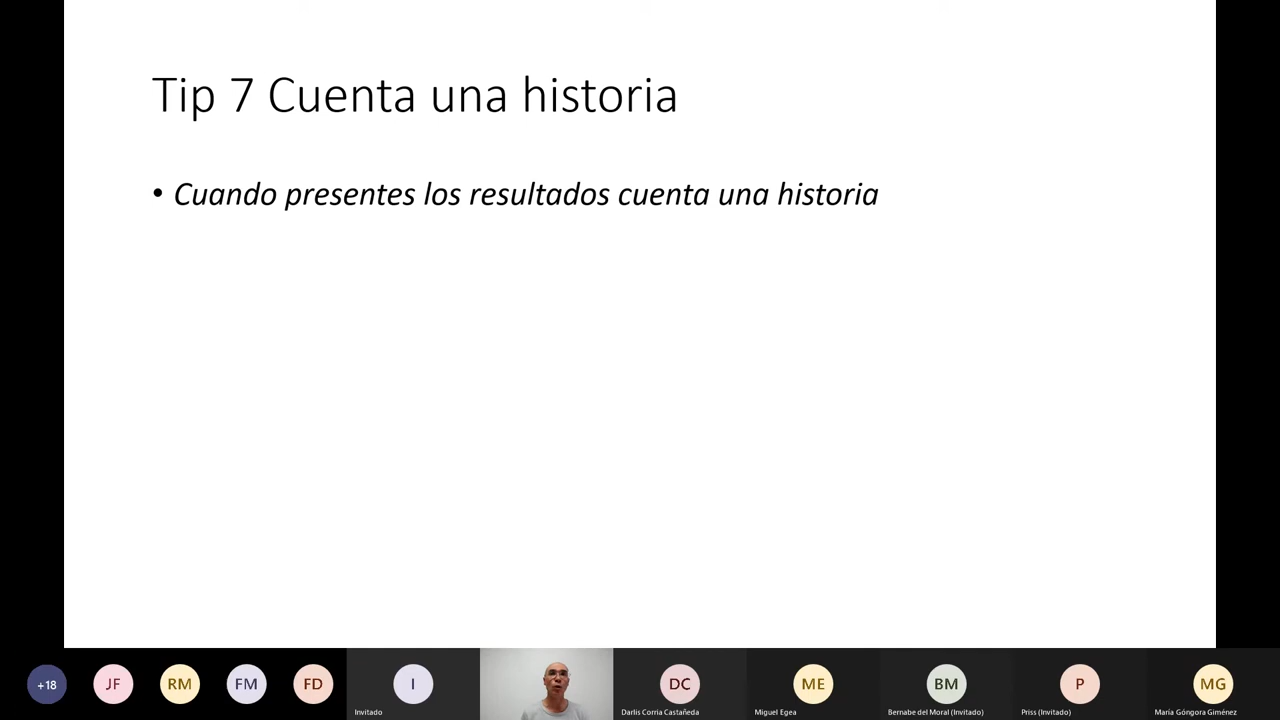 Tip 7 Cuenta una historia
• Cuando presentes los resultados cuenta una historia
+18
JF
RM
FM
FD
I
Invitado
DC
Darlis Corria Castañeda
ME
Miguel Egea
BM
Bernabe del Moral (Invitado)
P
Priss (Invitado)
MG
María Góngora Giménez